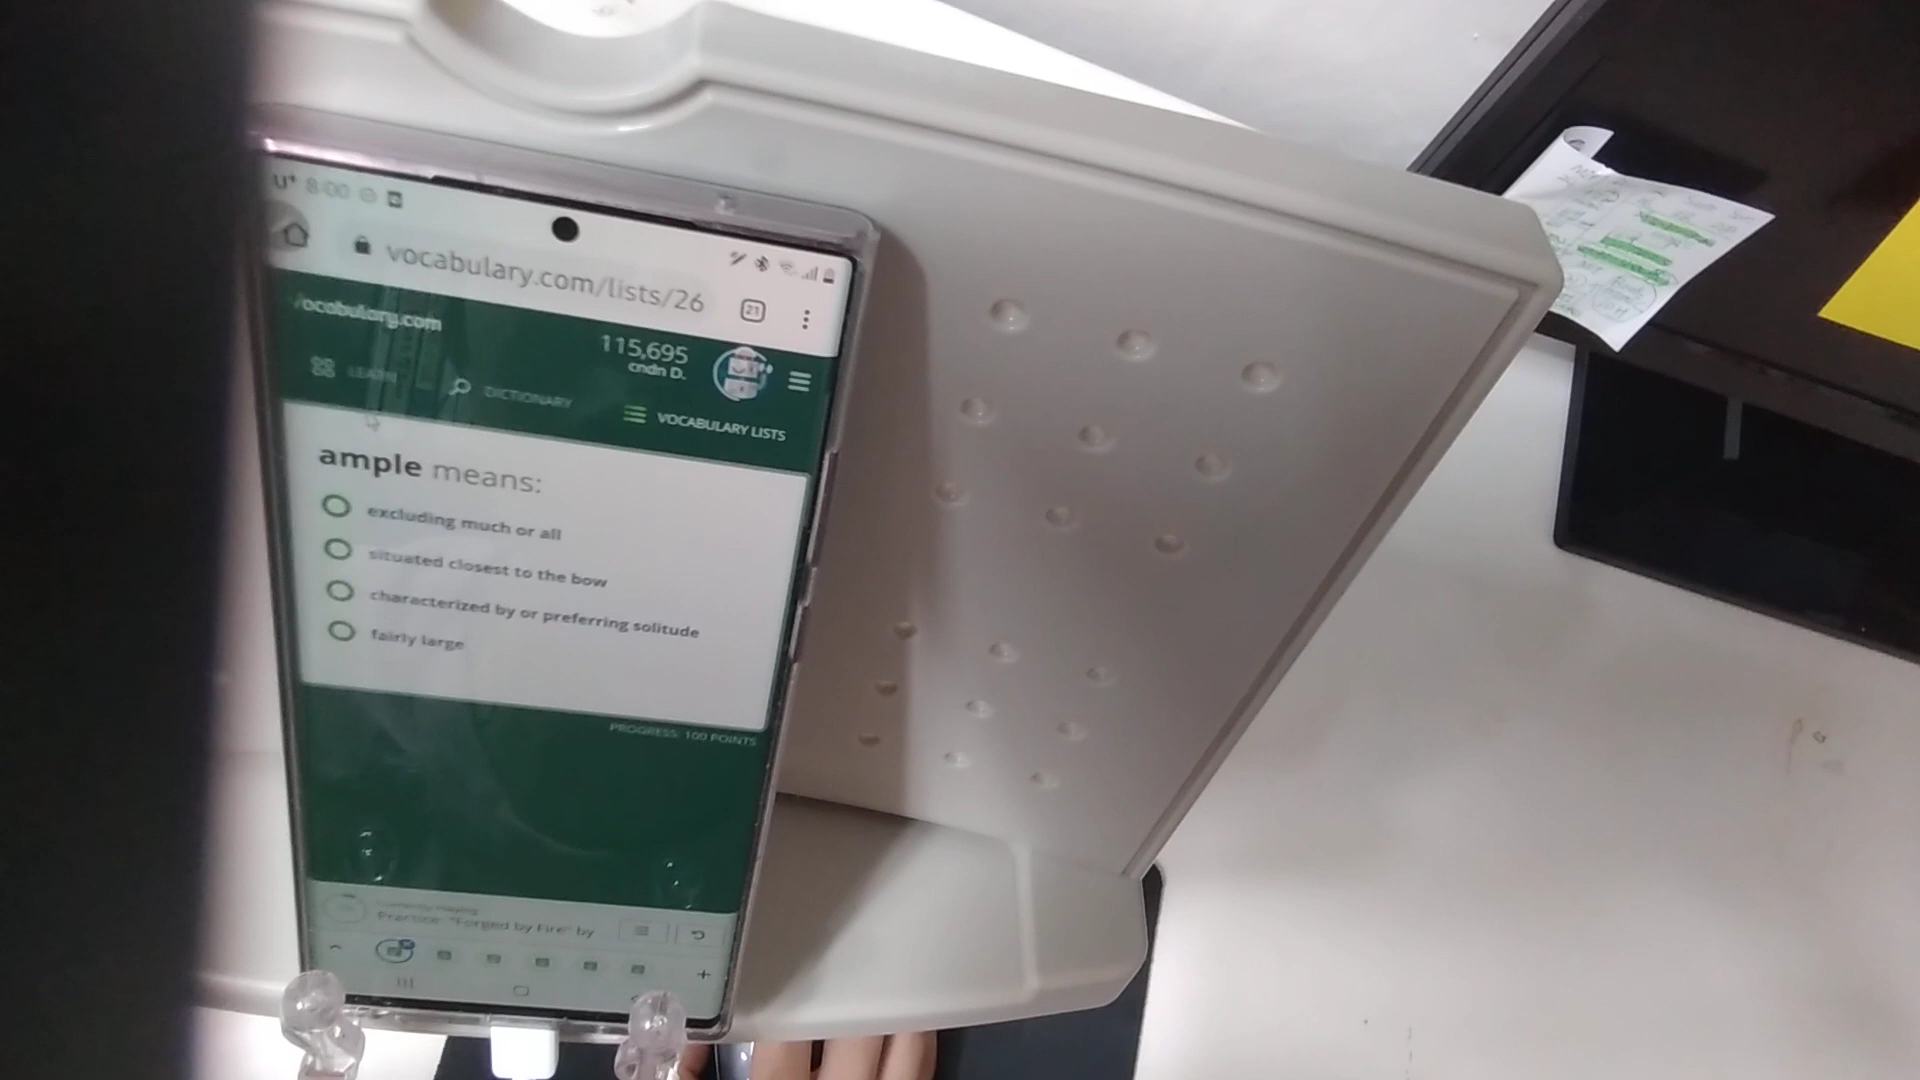 8:00
vocabulary.com/lists/26
21
vocabulary.com
115,695
cndn D.
LEARN
DICTIONARY
VOCABULARY LISTS
ample means:
excluding much or all
situated closest to the bow
characterized by or preferring solitude
fairly large
PROGRESS: 100 POINTS
Practice "Forged by Fire" by